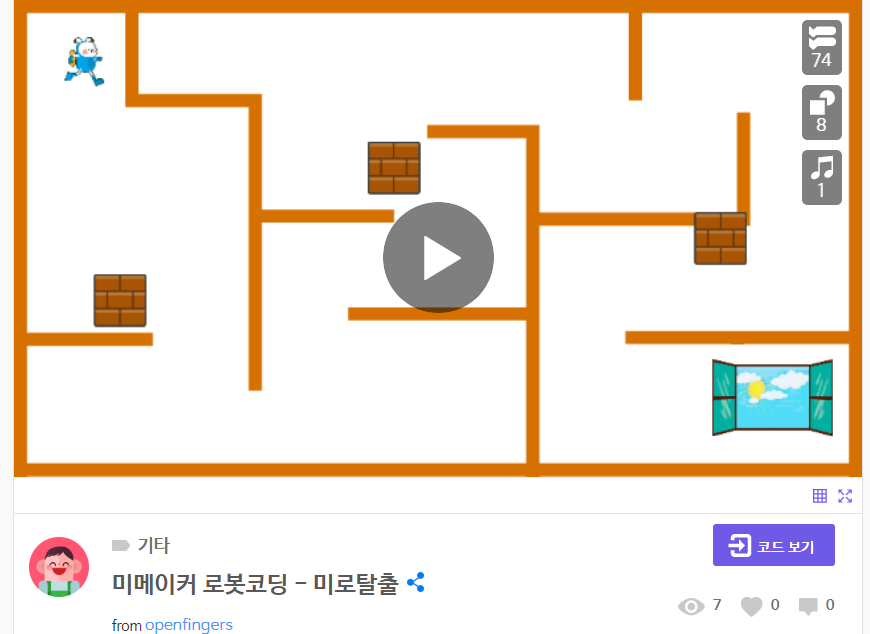 74
8
1
기타
코드 보기
미메이커 로봇코딩 - 미로탈출
7 0 0
from openfingers